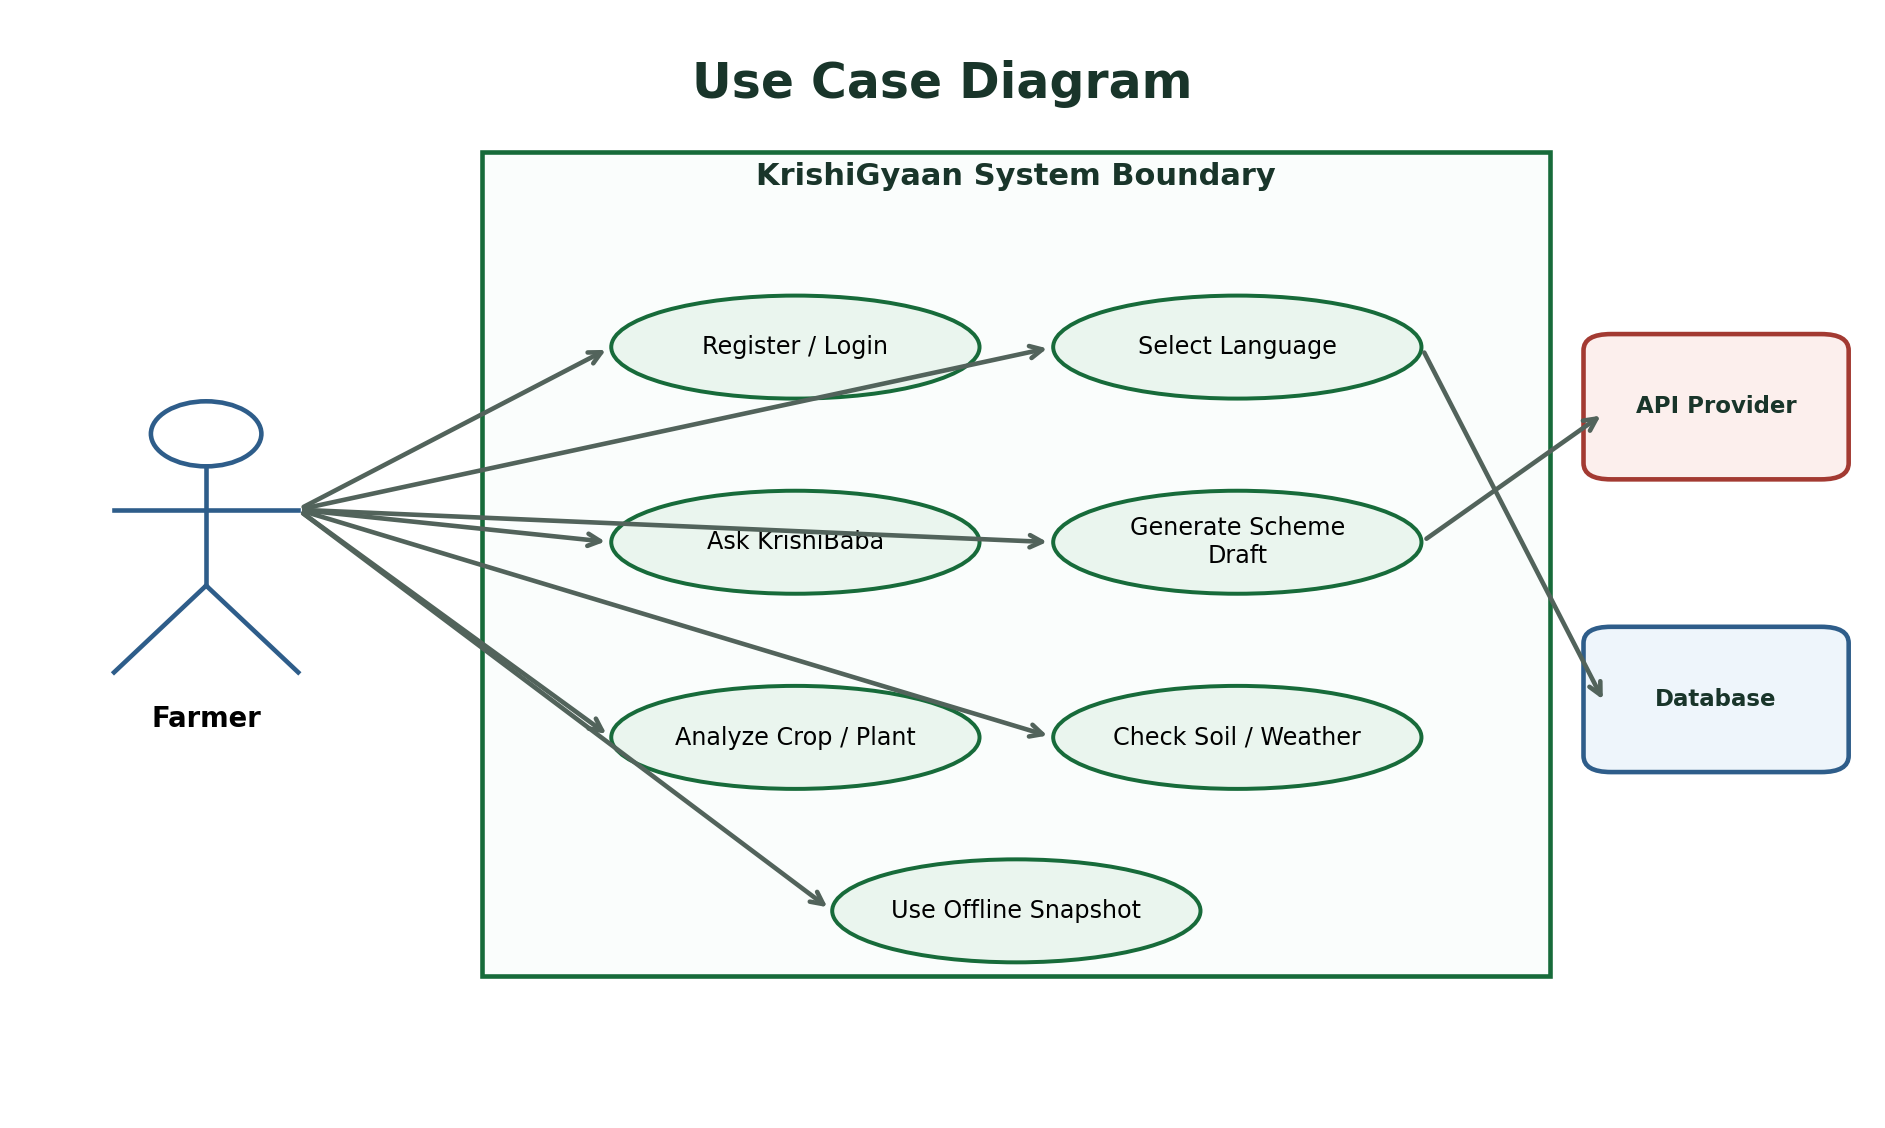 Use Case Diagram
KrishiGyaan System Boundary
Register / Login
Select Language
API Provider
Ask KrishiBaba
Generate Scheme
Draft
Farmer
Database
Analyze Crop / Plant
Check Soil / Weather
Use Offline Snapshot